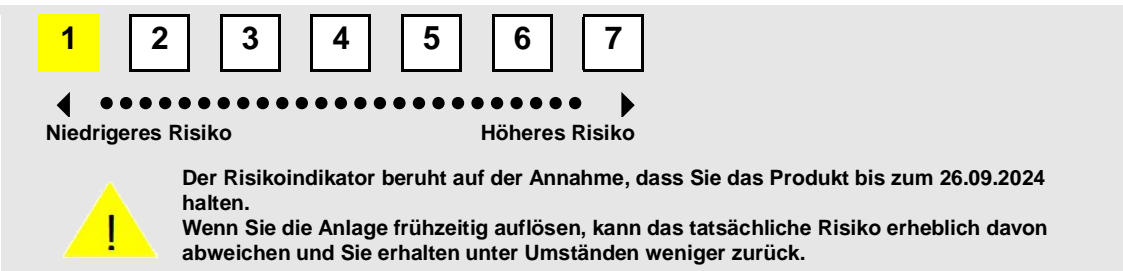 1 2 3 4 5 6 7
Niedrigeres Risiko Höheres Risiko
Der Risikoindikator beruht auf der Annahme, dass Sie das Produkt bis zum 26.09.2024
halten.
Wenn Sie die Anlage frühzeitig auflösen, kann das tatsächliche Risiko erheblich davon
! abweichen und Sie erhalten unter Umständen weniger zurück.